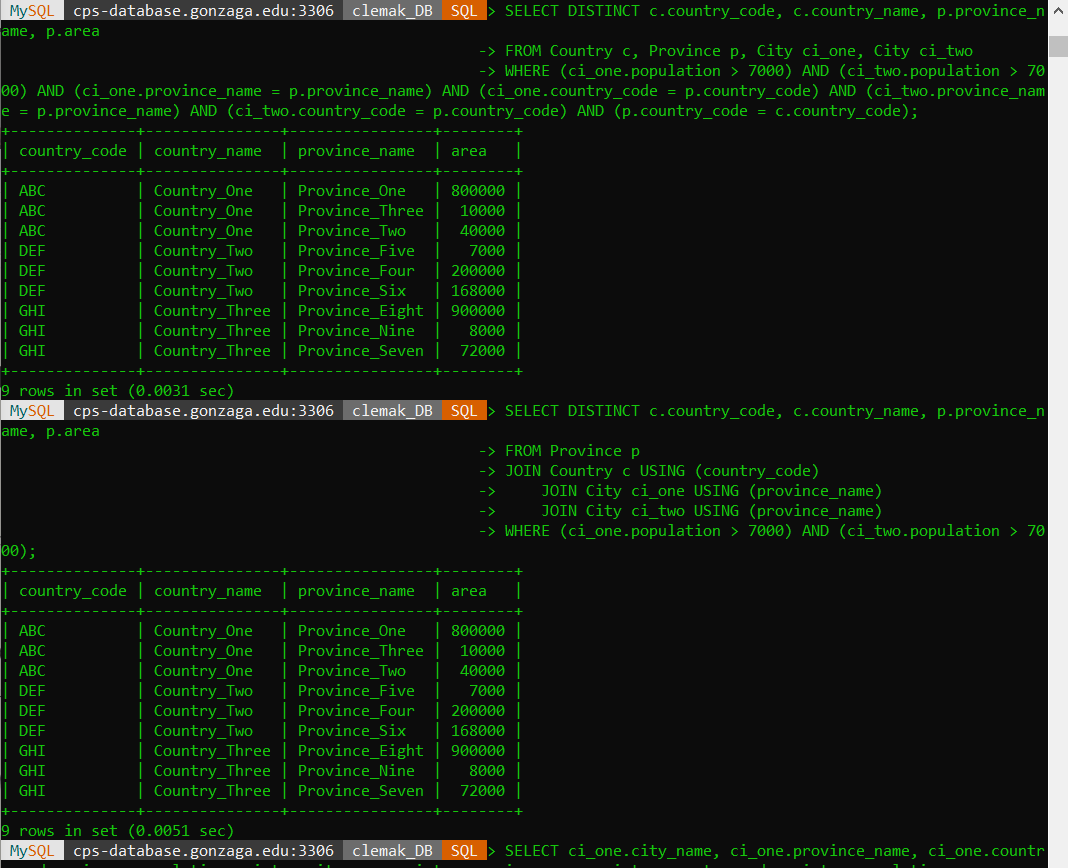 MySQL cps-database.gonzaga.edu:3306 clemak_DB SQL > SELECT DISTINCT c.country_code, c.country_name, p.province_n
ame, p.area
-> FROM Country c, Province p, City ci_one, City ci_two
-> WHERE (ci_one.population > 7000) AND (ci_two.population > 70
00) AND (ci_one.province_name = p.province_name) AND (ci_one.country_code = p.country_code) AND (ci_two.province_nam
e = p.province_name) AND (ci_two.country_code = p.country_code) AND (p.country_code = c.country_code);
+--------------+---------------+----------------+--------+
| country_code | country_name  | province_name  | area   |
+--------------+---------------+----------------+--------+
| ABC          | Country_One   | Province_One   | 800000 |
| ABC          | Country_One   | Province_Three |  10000 |
| ABC          | Country_One   | Province_Two   |  40000 |
| DEF          | Country_Two   | Province_Five  |   7000 |
| DEF          | Country_Two   | Province_Four  | 200000 |
| DEF          | Country_Two   | Province_Six   | 168000 |
| GHI          | Country_Three | Province_Eight | 900000 |
| GHI          | Country_Three | Province_Nine  |   8000 |
| GHI          | Country_Three | Province_Seven |  72000 |
+--------------+---------------+----------------+--------+
9 rows in set (0.0031 sec)
MySQL cps-database.gonzaga.edu:3306 clemak_DB SQL > SELECT DISTINCT c.country_code, c.country_name, p.province_n
ame, p.area
-> FROM Province p
-> JOIN Country c USING (country_code)
->     JOIN City ci_one USING (province_name)
->     JOIN City ci_two USING (province_name)
-> WHERE (ci_one.population > 7000) AND (ci_two.population > 70
00);
+--------------+---------------+----------------+--------+
| country_code | country_name  | province_name  | area   |
+--------------+---------------+----------------+--------+
| ABC          | Country_One   | Province_One   | 800000 |
| ABC          | Country_One   | Province_Three |  10000 |
| ABC          | Country_One   | Province_Two   |  40000 |
| DEF          | Country_Two   | Province_Five  |   7000 |
| DEF          | Country_Two   | Province_Four  | 200000 |
| DEF          | Country_Two   | Province_Six   | 168000 |
| GHI          | Country_Three | Province_Eight | 900000 |
| GHI          | Country_Three | Province_Nine  |   8000 |
| GHI          | Country_Three | Province_Seven |  72000 |
+--------------+---------------+----------------+--------+
9 rows in set (0.0051 sec)
MySQL cps-database.gonzaga.edu:3306 clemak_DB SQL > SELECT ci_one.city_name, ci_one.province_name, ci_one.countr